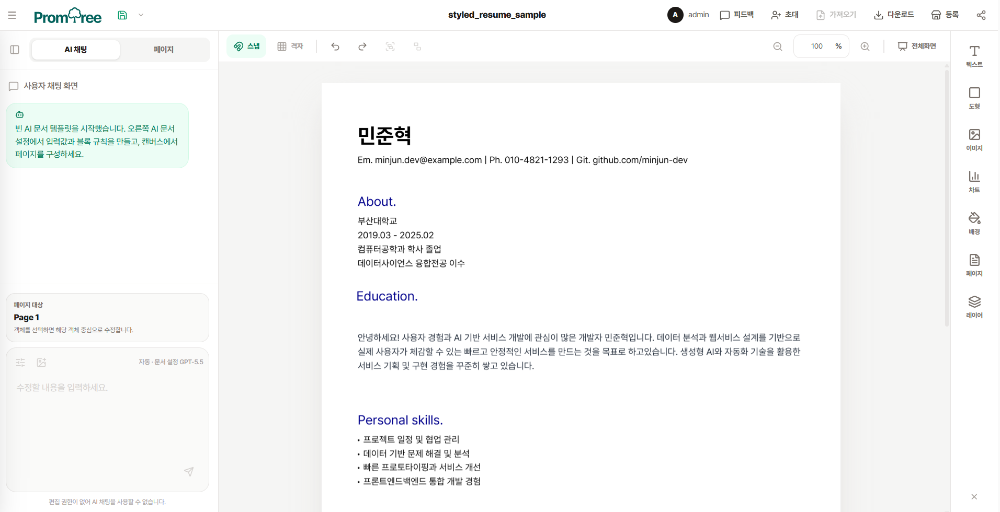 PromTree
styled_resume_sample
A admin 피드백 초대 가져오기 다운로드 등록
AI 채팅 페이지
스냅 격자 100 % 전체화면
사용자 채팅 화면
빈 AI 문서 템플릿을 시작했습니다. 오른쪽 AI 문서
설정에서 입력값과 블록 규칙을 만들고, 캔버스에서
페이지를 구성하세요.
페이지 대상
Page 1
객체를 선택하면 해당 객체 중심으로 수정합니다.
자동 · 문서 설정 GPT-5.5
수정할 내용을 입력하세요.
편집 권한이 없어 AI 채팅을 사용할 수 없습니다.
민준혁
Em. minjun.dev@example.com | Ph. 010-4821-1293 | Git. github.com/minjun-dev
About.
부산대학교
2019.03 - 2025.02
컴퓨터공학과 학사 졸업
데이터사이언스 융합전공 이수
Education.
안녕하세요! 사용자 경험과 AI 기반 서비스 개발에 관심이 많은 개발자 민준혁입니다. 데이터 분석과 웹서비스 설계를 기반으로
실제 사용자가 체감할 수 있는 빠르고 안정적인 서비스를 만드는 것을 목표로 하고있습니다. 생성형 AI와 자동화 기술을 활용한
서비스 기획 및 구현 경험을 꾸준히 쌓고 있습니다.
Personal skills.
• 프로젝트 일정 및 협업 관리
• 데이터 기반 문제 해결 및 분석
• 빠른 프로토타이핑과 서비스 개선
• 프론트엔드백엔드 통합 개발 경험
텍스트
도형
이미지
차트
배경
페이지
레이어